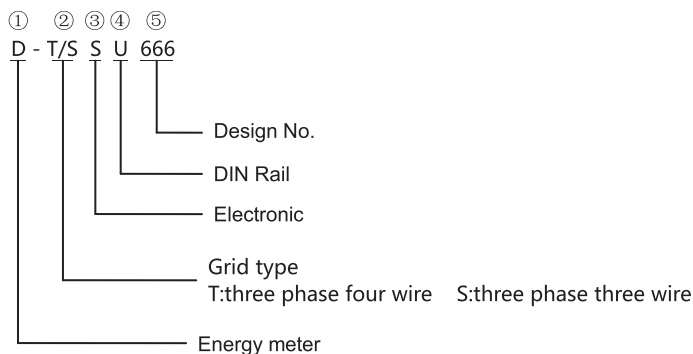 ① ② ③ ④ ⑤
D - T/S S U 666
Design No.
DIN Rail
Electronic
Grid type
T:three phase four wire S:three phase three wire
Energy meter